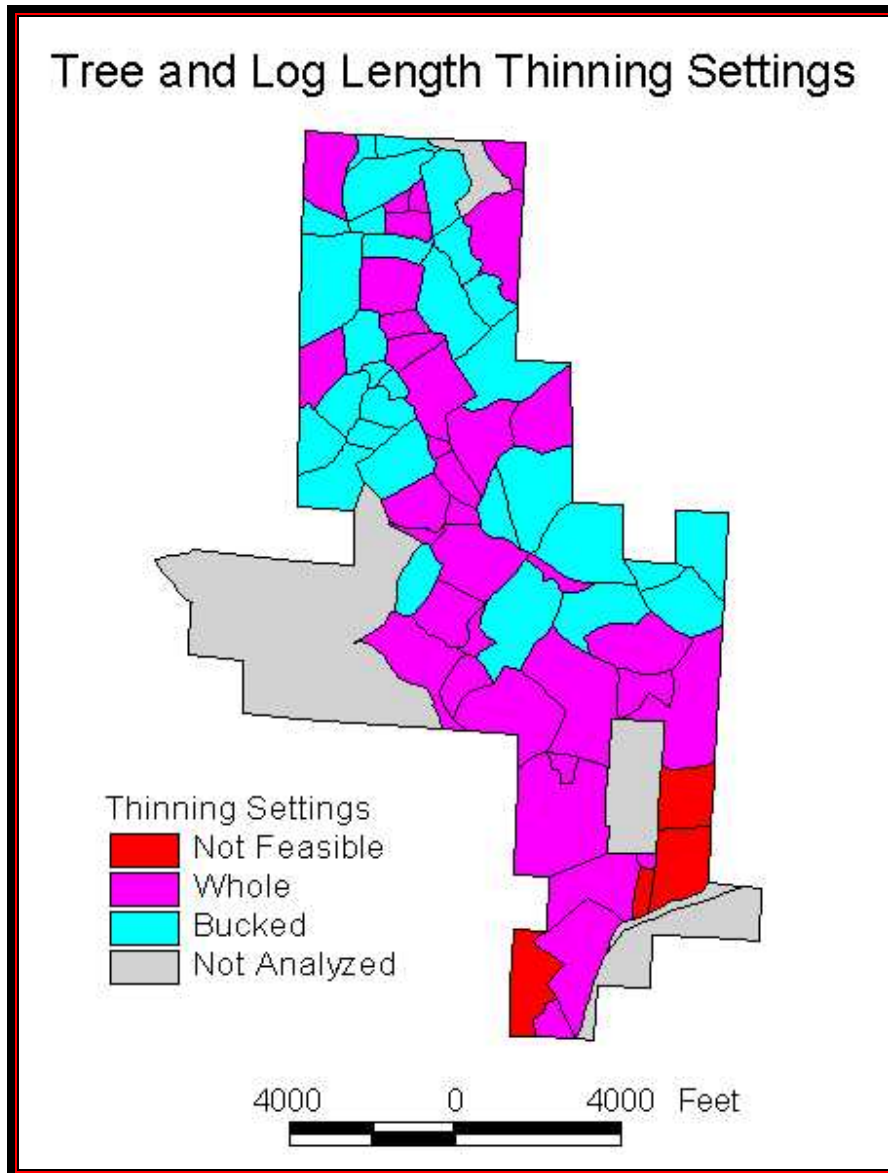 Tree and Log Length Thinning Settings
Thinning Settings
Not Feasible
Whole
Bucked
Not Analyzed
4000 0 4000 Feet